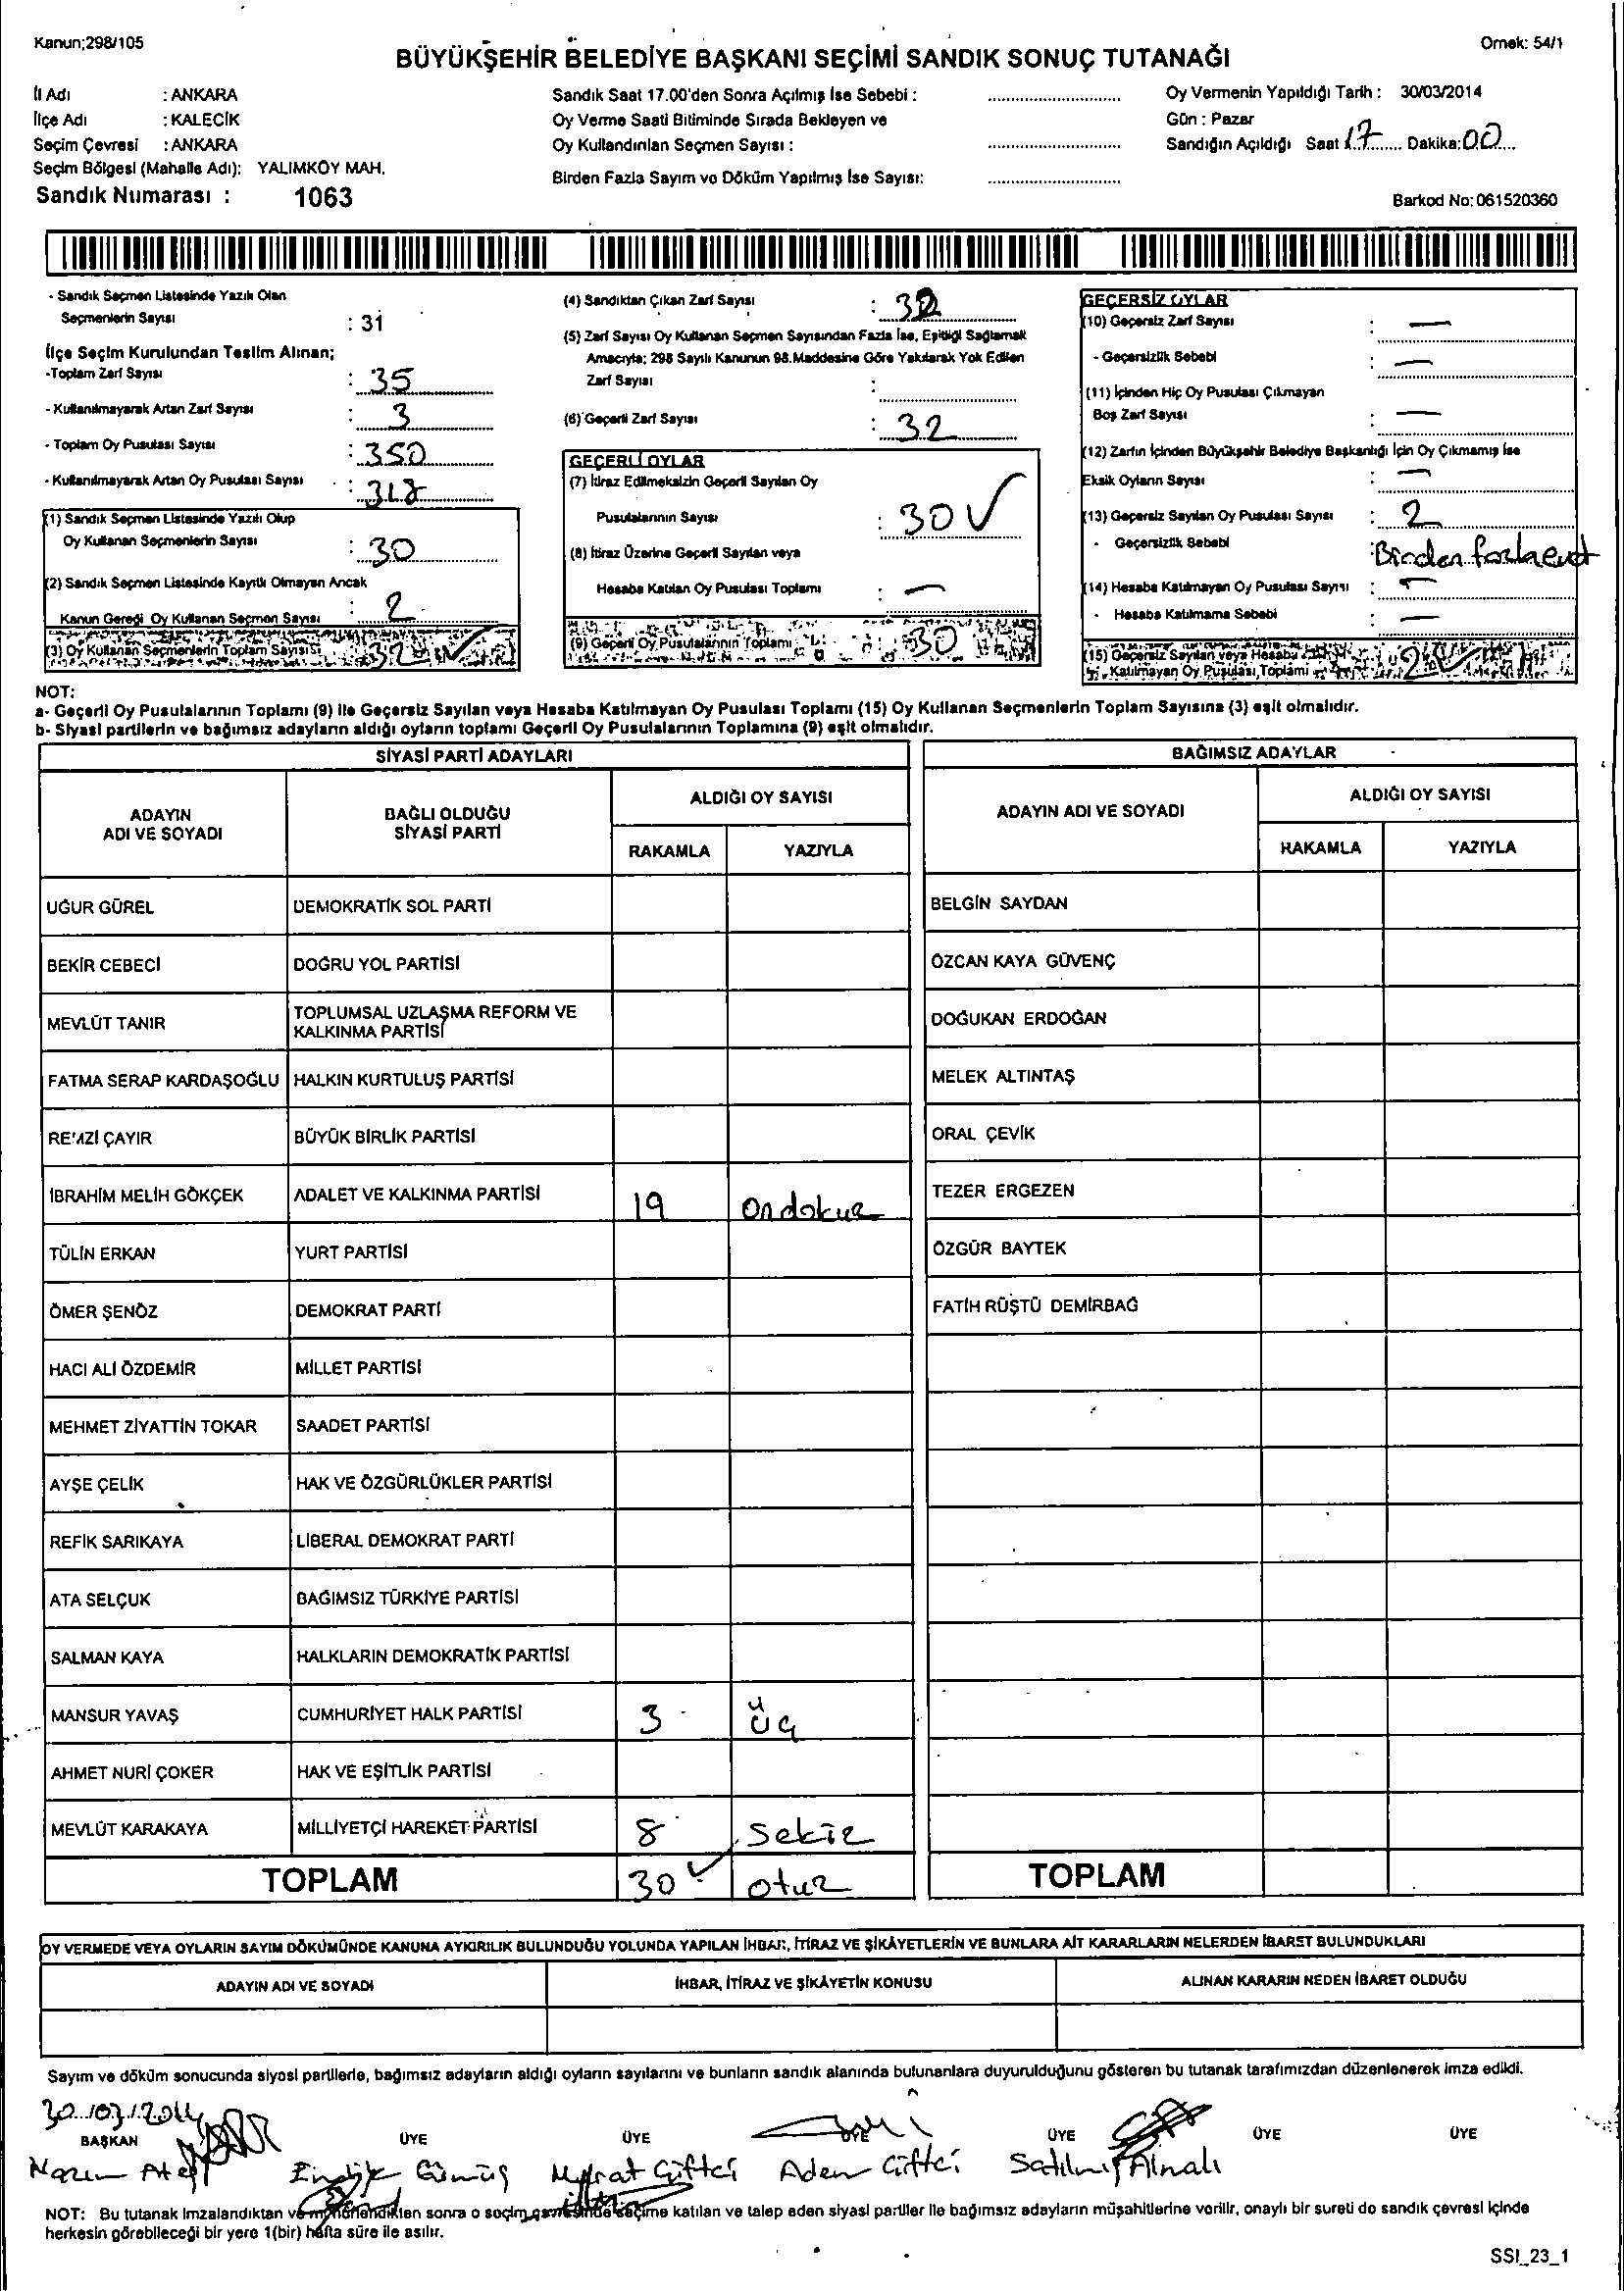 Kanun;298/105
Örnek: 54/1
BÜYÜKŞEHİR BELEDİYE BAŞKANI SEÇİMİ SANDIK SONUÇ TUTANAĞI
İl Adı : ANKARA
İlçe Adı : KALECİK
Seçim Çevresi : ANKARA
Seçim Bölgesi (Mahalle Adı): YALIMKÖY MAH.
Sandık Numarası : 1063
Sandık Saat 17.00'den Sonra Açılmış İse Sebebi :
Oy Verme Saati Bitiminde Sırada Bekleyen ve
Oy Kullandırılan Seçmen Sayısı :
Birden Fazla Sayım ve Döküm Yapılmış İse Sayısı:
Oy Vermenin Yapıldığı Tarih : 30/03/2014
Gün : Pazar
Sandığın Açıldığı Saat 17 Dakika: 00
Barkod No: 061520360
- Sandık Seçmen Listesinde Yazılı Olan
Seçmenlerin Sayısı : 31
İlçe Seçim Kurulundan Teslim Alınan;
-Toplam Zarf Sayısı : 35
- Kullanılmayarak Artan Zarf Sayısı : 3
- Toplam Oy Pusulası Sayısı : 350
- Kullanılmayarak Artan Oy Pusulası Sayısı : 318
(1) Sandık Seçmen Listesinde Yazılı Olup
Oy Kullanan Seçmenlerin Sayısı : 30
(2) Sandık Seçmen Listesinde Kayıtlı Olmayan Ancak
Kanun Gereği Oy Kullanan Seçmen Sayısı : 2
(3) Oy Kullanan Seçmenlerin Toplam Sayısı : 32
(4) Sandıktan Çıkan Zarf Sayısı : 32
(5) Zarf Sayısı Oy Kullanan Seçmen Sayısından Fazla İse, Eşitliği Sağlamak
Amacıyla; 298 Sayılı Kanunun 98.Maddesine Göre Yakılarak Yok Edilen
Zarf Sayısı :
(6) Geçerli Zarf Sayısı : 32
GEÇERLİ OYLAR
(7) İtiraz Edilmeksizin Geçerli Sayılan Oy
Pusulalarının Sayısı : 30 ✓
(8) İtiraz Üzerine Geçerli Sayılan veya
Hesaba Katılan Oy Pusulası Toplamı : —
(9) Geçerli Oy Pusulalarının Toplamı : 30
GEÇERSİZ OYLAR
(10) Geçersiz Zarf Sayısı : —
- Geçersizlik Sebebi : —
(11) İçinden Hiç Oy Pusulası Çıkmayan
Boş Zarf Sayısı : —
(12) Zarfın İçinden Büyükşehir Belediye Başkanlığı İçin Oy Çıkmamış İse
Eksik Oyların Sayısı : —
(13) Geçersiz Sayılan Oy Pusulası Sayısı : 2
- Geçersizlik Sebebi : Birden fazla evet
(14) Hesaba Katılmayan Oy Pusulası Sayısı : —
- Hesaba Katılmama Sebebi : —
(15) Geçersiz Sayılan veya Hesaba
Katılmayan Oy Pusulası Toplamı : 2
NOT:
a- Geçerli Oy Pusulalarının Toplamı (9) ile Geçersiz Sayılan veya Hesaba Katılmayan Oy Pusulası Toplamı (15) Oy Kullanan Seçmenlerin Toplam Sayısına (3) eşit olmalıdır.
b- Siyasi partilerin ve bağımsız adayların aldığı oyların toplamı Geçerli Oy Pusulalarının Toplamına (9) eşit olmalıdır.
SİYASİ PARTİ ADAYLARI
ADAYIN ADI VE SOYADI
BAĞLI OLDUĞU SİYASİ PARTİ
ALDIĞI OY SAYISI
RAKAMLA YAZIYLA
UĞUR GÜREL DEMOKRATİK SOL PARTİ
BEKİR CEBECİ DOĞRU YOL PARTİSİ
MEVLÜT TANIR TOPLUMSAL UZLAŞMA REFORM VE
KALKINMA PARTİSİ
FATMA SERAP KARDAŞOĞLU HALKIN KURTULUŞ PARTİSİ
REMZİ ÇAYIR BÜYÜK BİRLİK PARTİSİ
İBRAHİM MELİH GÖKÇEK ADALET VE KALKINMA PARTİSİ 19 ondokuz
TÜLİN ERKAN YURT PARTİSİ
ÖMER ŞENÖZ DEMOKRAT PARTİ
HACI ALİ ÖZDEMİR MİLLET PARTİSİ
MEHMET ZİYATTİN TOKAR SAADET PARTİSİ
AYŞE ÇELİK HAK VE ÖZGÜRLÜKLER PARTİSİ
REFİK SARIKAYA LİBERAL DEMOKRAT PARTİ
ATA SELÇUK BAĞIMSIZ TÜRKİYE PARTİSİ
SALMAN KAYA HALKLARIN DEMOKRATİK PARTİSİ
MANSUR YAVAŞ CUMHURİYET HALK PARTİSİ 3 üç
AHMET NURİ ÇOKER HAK VE EŞİTLİK PARTİSİ
MEVLÜT KARAKAYA MİLLİYETÇİ HAREKET PARTİSİ 8 sekiz
TOPLAM 30 ✓ otuz
BAĞIMSIZ ADAYLAR
ADAYIN ADI VE SOYADI
ALDIĞI OY SAYISI
RAKAMLA YAZIYLA
BELGİN SAYDAN
ÖZCAN KAYA GÜVENÇ
DOĞUKAN ERDOĞAN
MELEK ALTINTAŞ
ORAL ÇEVİK
TEZER ERGEZEN
ÖZGÜR BAYTEK
FATİH RÜŞTÜ DEMİRBAĞ
TOPLAM
OY VERMEDE VEYA OYLARIN SAYIM DÖKÜMÜNDE KANUNA AYKIRILIK BULUNDUĞU YOLUNDA YAPILAN İHBAR, İTİRAZ VE ŞİKÂYETLERİN VE BUNLARA AİT KARARLARIN NELERDEN İBARET BULUNDUKLARI
ADAYIN ADI VE SOYADI
İHBAR, İTİRAZ VE ŞİKÂYETİN KONUSU
ALINAN KARARIN NEDEN İBARET OLDUĞU
Sayım ve döküm sonucunda siyasi partilerle, bağımsız adayların aldığı oyların sayılarını ve bunların sandık alanında bulunanlara duyurulduğunu gösteren bu tutanak tarafımızdan düzenlenerek imza edildi.
30/03/2014
BAŞKAN ÜYE ÜYE ÜYE ÜYE ÜYE ÜYE
Nazım Ateş Gümüş Murat Çiftci Adem Çiftci Satılmış
NOT: Bu tutanak imzalandıktan ve mühürlendikten sonra o seçim çevresinde seçime katılan ve talep eden siyasi partiler ile bağımsız adayların müşahitlerine verilir, onaylı bir sureti de sandık çevresi içinde
herkesin görebileceği bir yere 1(bir) hafta süre ile asılır.
SSI_23_1